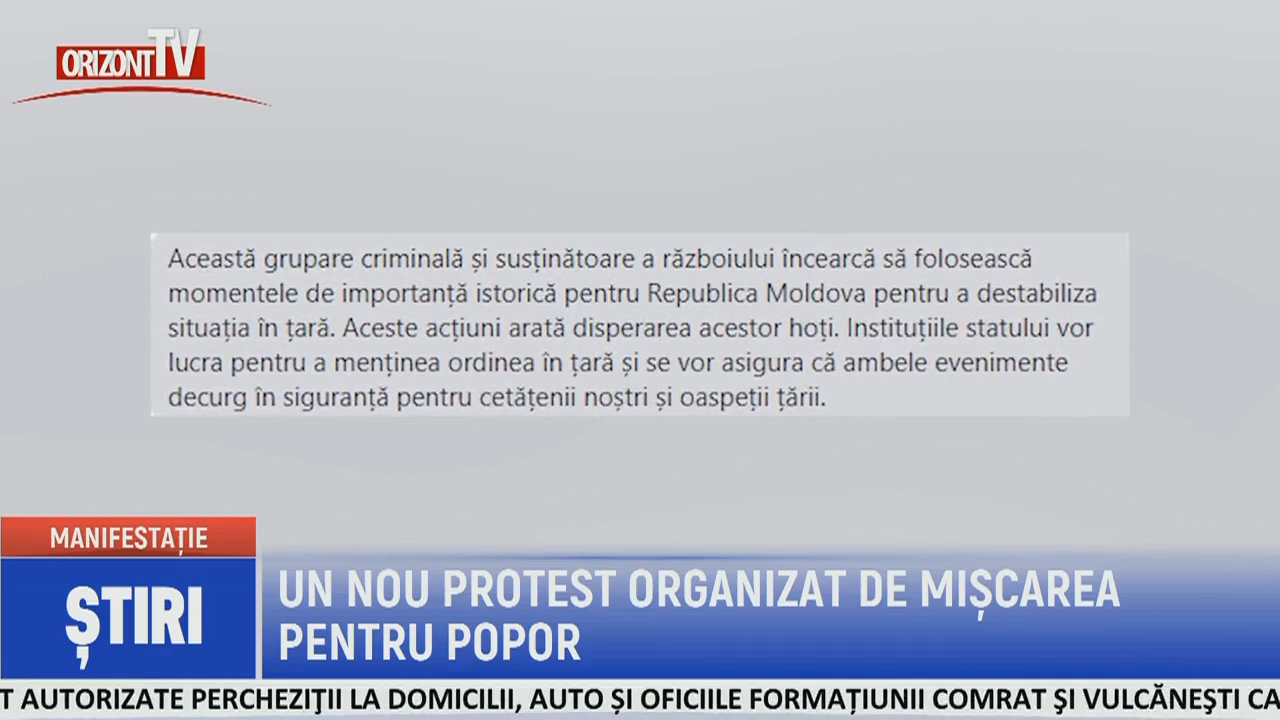 ORIZONT TV
Această grupare criminală și susținătoare a războiului încearcă să folosească
momentele de importanță istorică pentru Republica Moldova pentru a destabiliza
situația în țară. Aceste acțiuni arată disperarea acestor hoți. Instituțiile statului vor
lucra pentru a menținea ordinea în țară și se vor asigura că ambele evenimente
decurg în siguranță pentru cetățenii noștri și oaspeții țării.
MANIFESTAȚIE
ȘTIRI
UN NOU PROTEST ORGANIZAT DE MIȘCAREA
PENTRU POPOR
T AUTORIZATE PERCHEZIŢII LA DOMICILII, AUTO ȘI OFICIILE FORMAȚIUNII COMRAT ŞI VULCĂNEŞTI CA